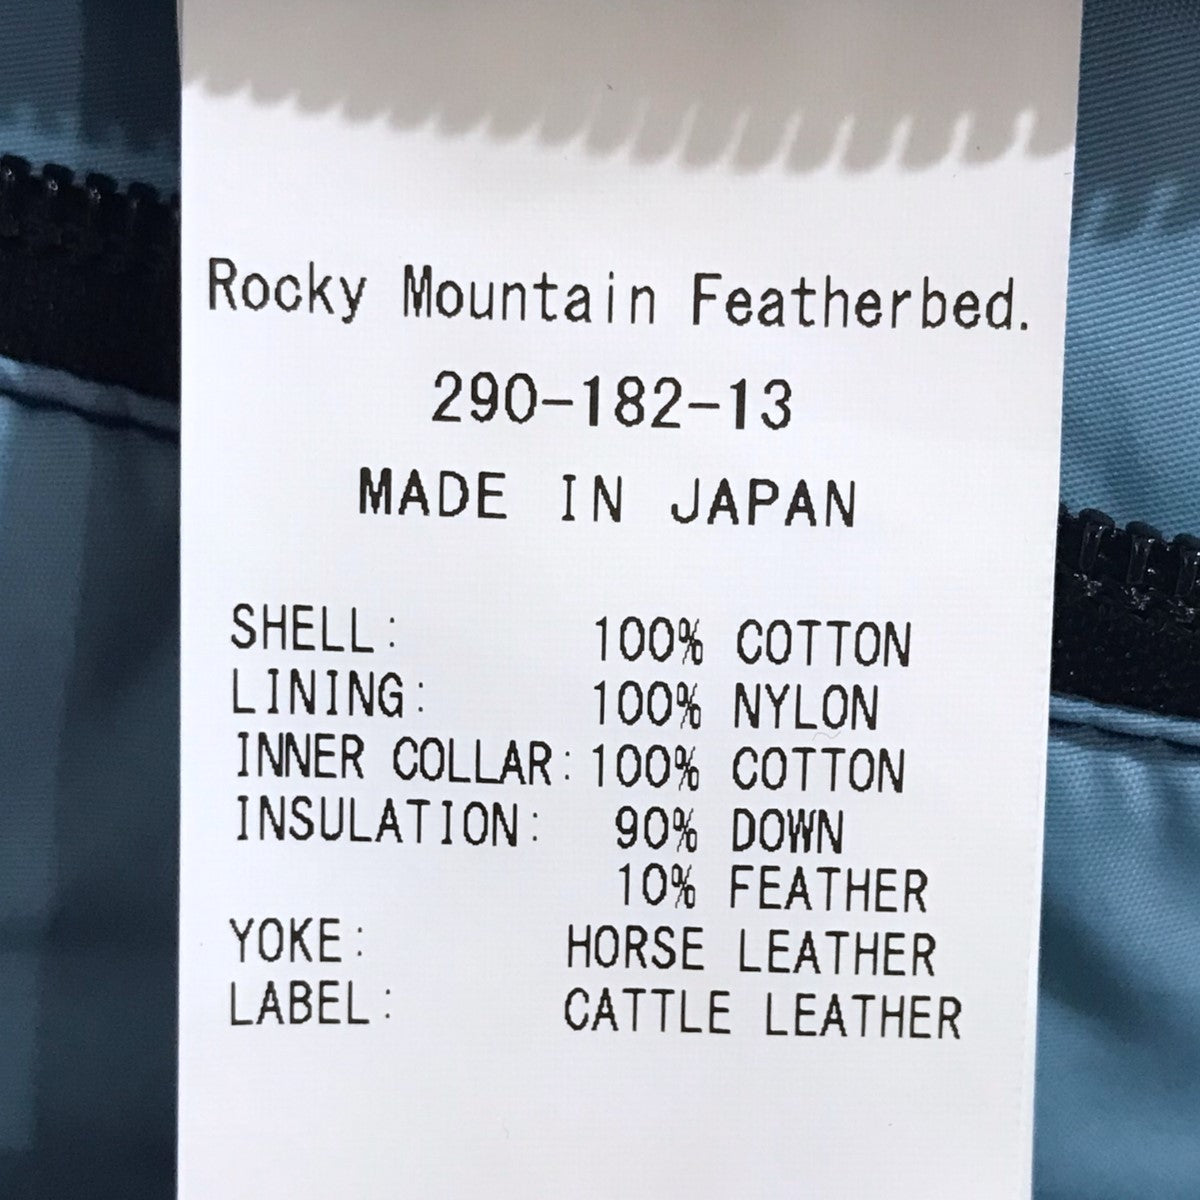 Rocky Mountain Featherbed.
290-182-13
MADE IN JAPAN
SHELL: 100% COTTON
LINING: 100% NYLON
INNER COLLAR: 100% COTTON
INSULATION: 90% DOWN
10% FEATHER
YOKE: HORSE LEATHER
LABEL: CATTLE LEATHER